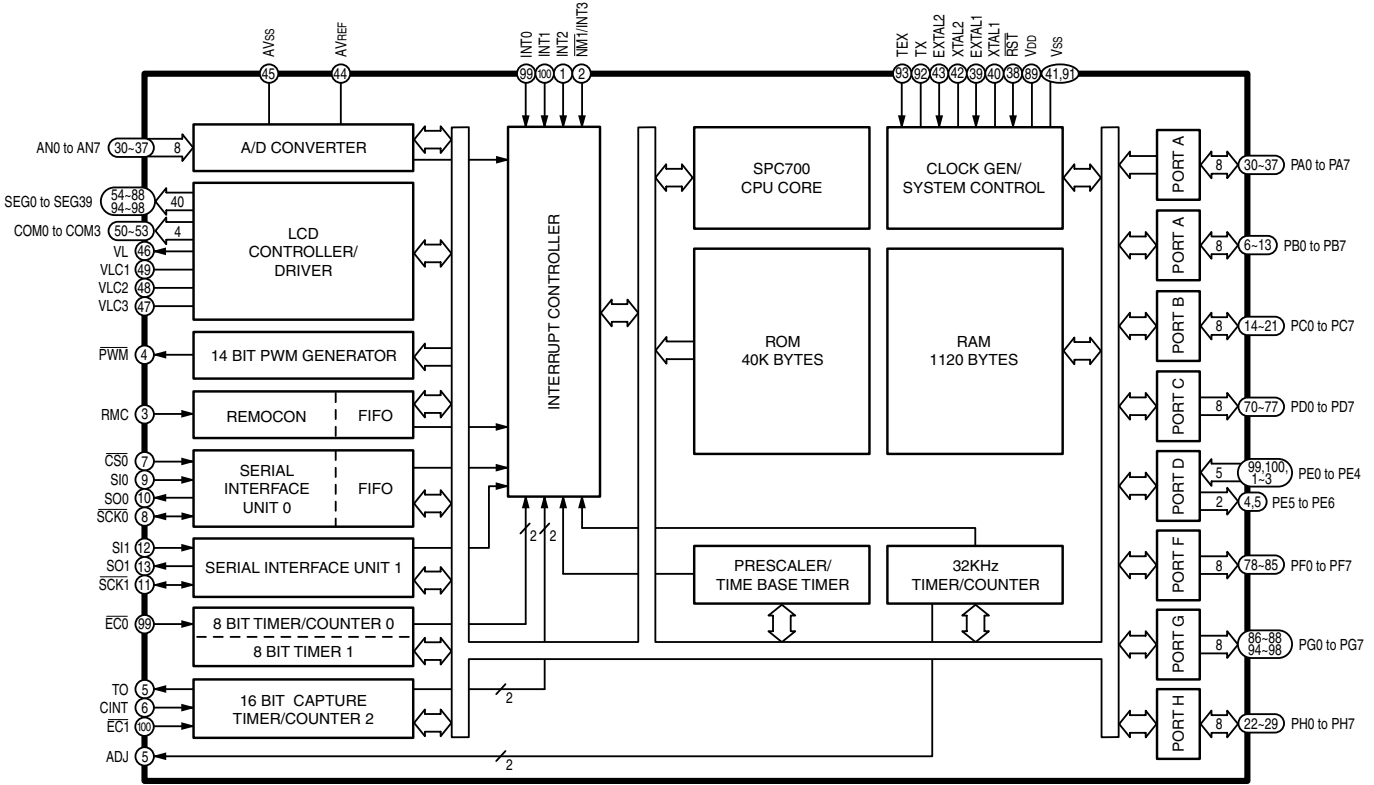 AVSS
AVREF
INT0
INT1
INT2
NM1/INT3
TEX
TX
EXTAL2
XTAL2
EXTAL1
XTAL1
RST
VDD
VSS
45
44
99
100
1
2
93
92
43
42
39
40
38
89
41,91
AN0 to AN7
30~37
8
A/D CONVERTER
SEG0 to SEG39
54~88
94~98
40
COM0 to COM3
50~53
4
VL
46
VLC1
49
VLC2
48
VLC3
47
LCD
CONTROLLER/
DRIVER
PWM
4
14 BIT PWM GENERATOR
RMC
3
REMOCON
FIFO
CS0
7
SI0
9
SO0
10
SCK0
8
SERIAL
INTERFACE
UNIT 0
FIFO
SI1
12
SO1
13
SCK1
11
SERIAL INTERFACE UNIT 1
EC0
99
8 BIT TIMER/COUNTER 0
8 BIT TIMER 1
TO
5
CINT
6
EC1
100
16 BIT CAPTURE
TIMER/COUNTER 2
2
ADJ
5
2
INTERRUPT CONTROLLER
2
2
SPC700
CPU CORE
CLOCK GEN/
SYSTEM CONTROL
ROM
40K BYTES
RAM
1120 BYTES
PRESCALER/
TIME BASE TIMER
32KHz
TIMER/COUNTER
PORT A
8
30~37
PA0 to PA7
PORT A
8
6~13
PB0 to PB7
PORT B
8
14~21
PC0 to PC7
PORT C
8
70~77
PD0 to PD7
PORT D
5
99,100,
1~3
PE0 to PE4
2
4,5
PE5 to PE6
PORT F
8
78~85
PF0 to PF7
PORT G
8
86~88
94~98
PG0 to PG7
PORT H
8
22~29
PH0 to PH7